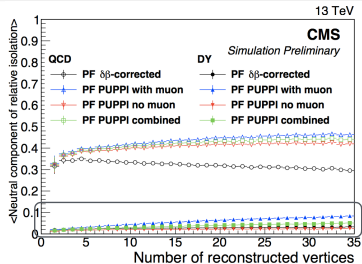 13 TeV
CMS
Simulation Preliminary
QCD
PF δβ-corrected
PF PUPPI with muon
PF PUPPI no muon
PF PUPPI combined
DY
PF δβ-corrected
PF PUPPI with muon
PF PUPPI no muon
PF PUPPI combined
<Neutral component of relative isolation>
1
0.9
0.8
0.7
0.6
0.5
0.4
0.3
0.2
0.1
0
0 5 10 15 20 25 30 35
Number of reconstructed vertices